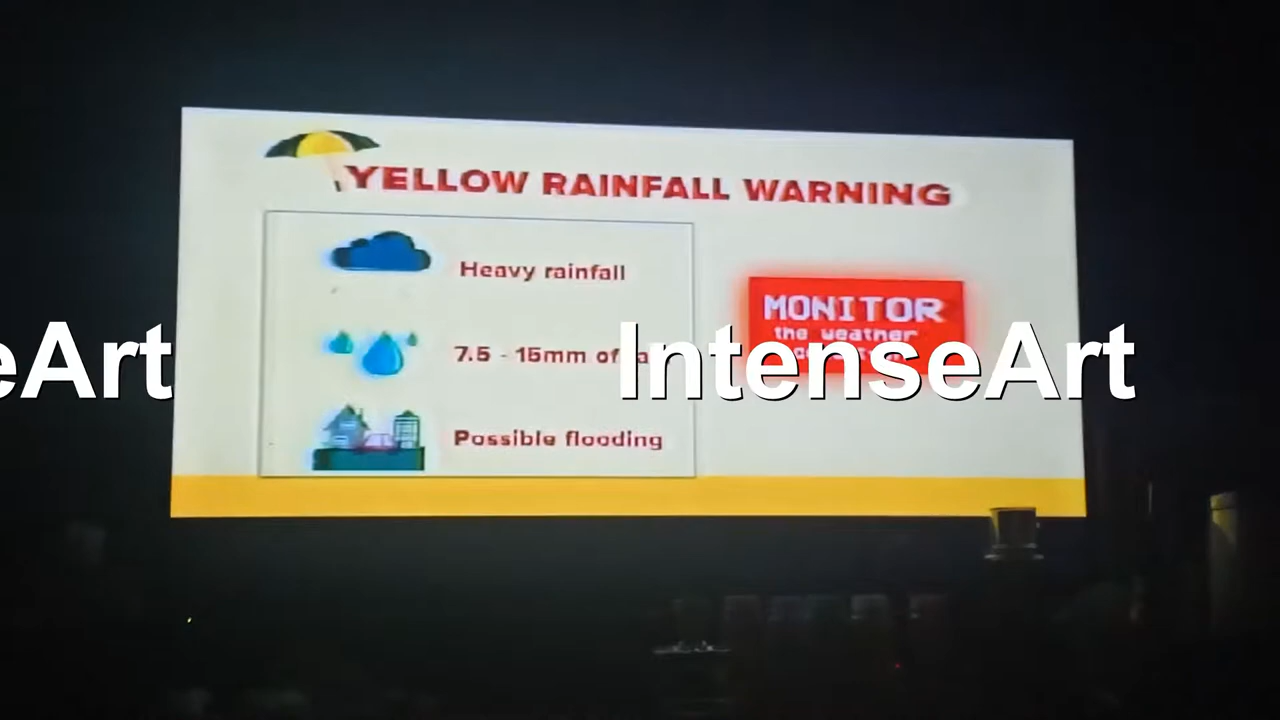 YELLOW RAINFALL WARNING
Heavy rainfall
7.5 - 15mm of
Possible flooding
MONITOR
the weather
eArt
IntenseArt